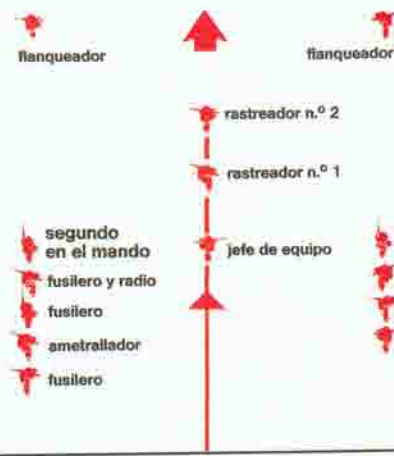 flanqueador
flanqueador
rastreador n.º 2
rastreador n.º 1
segundo
en el mando
jefe de equipo
fusilero y radio
fusilero
ametrallador
fusilero